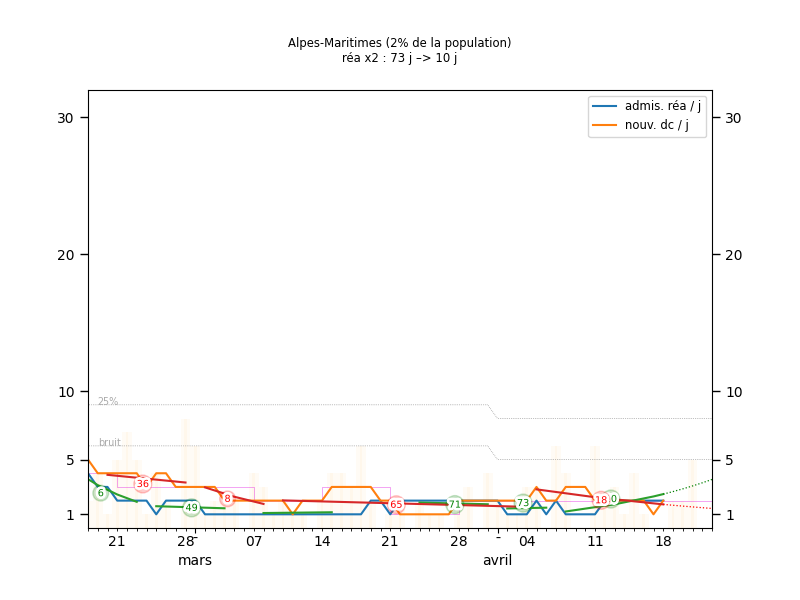 Alpes-Maritimes (2% de la population)
réa x2 : 73 j –> 10 j
admis. réa / j
nouv. dc / j
30 30
20 20
10 10
25%
bruit
5 5
1 1
6 36 49 8 65 71 73 18 0
21 28 07 14 21 28 - 04 11 18
mars avril